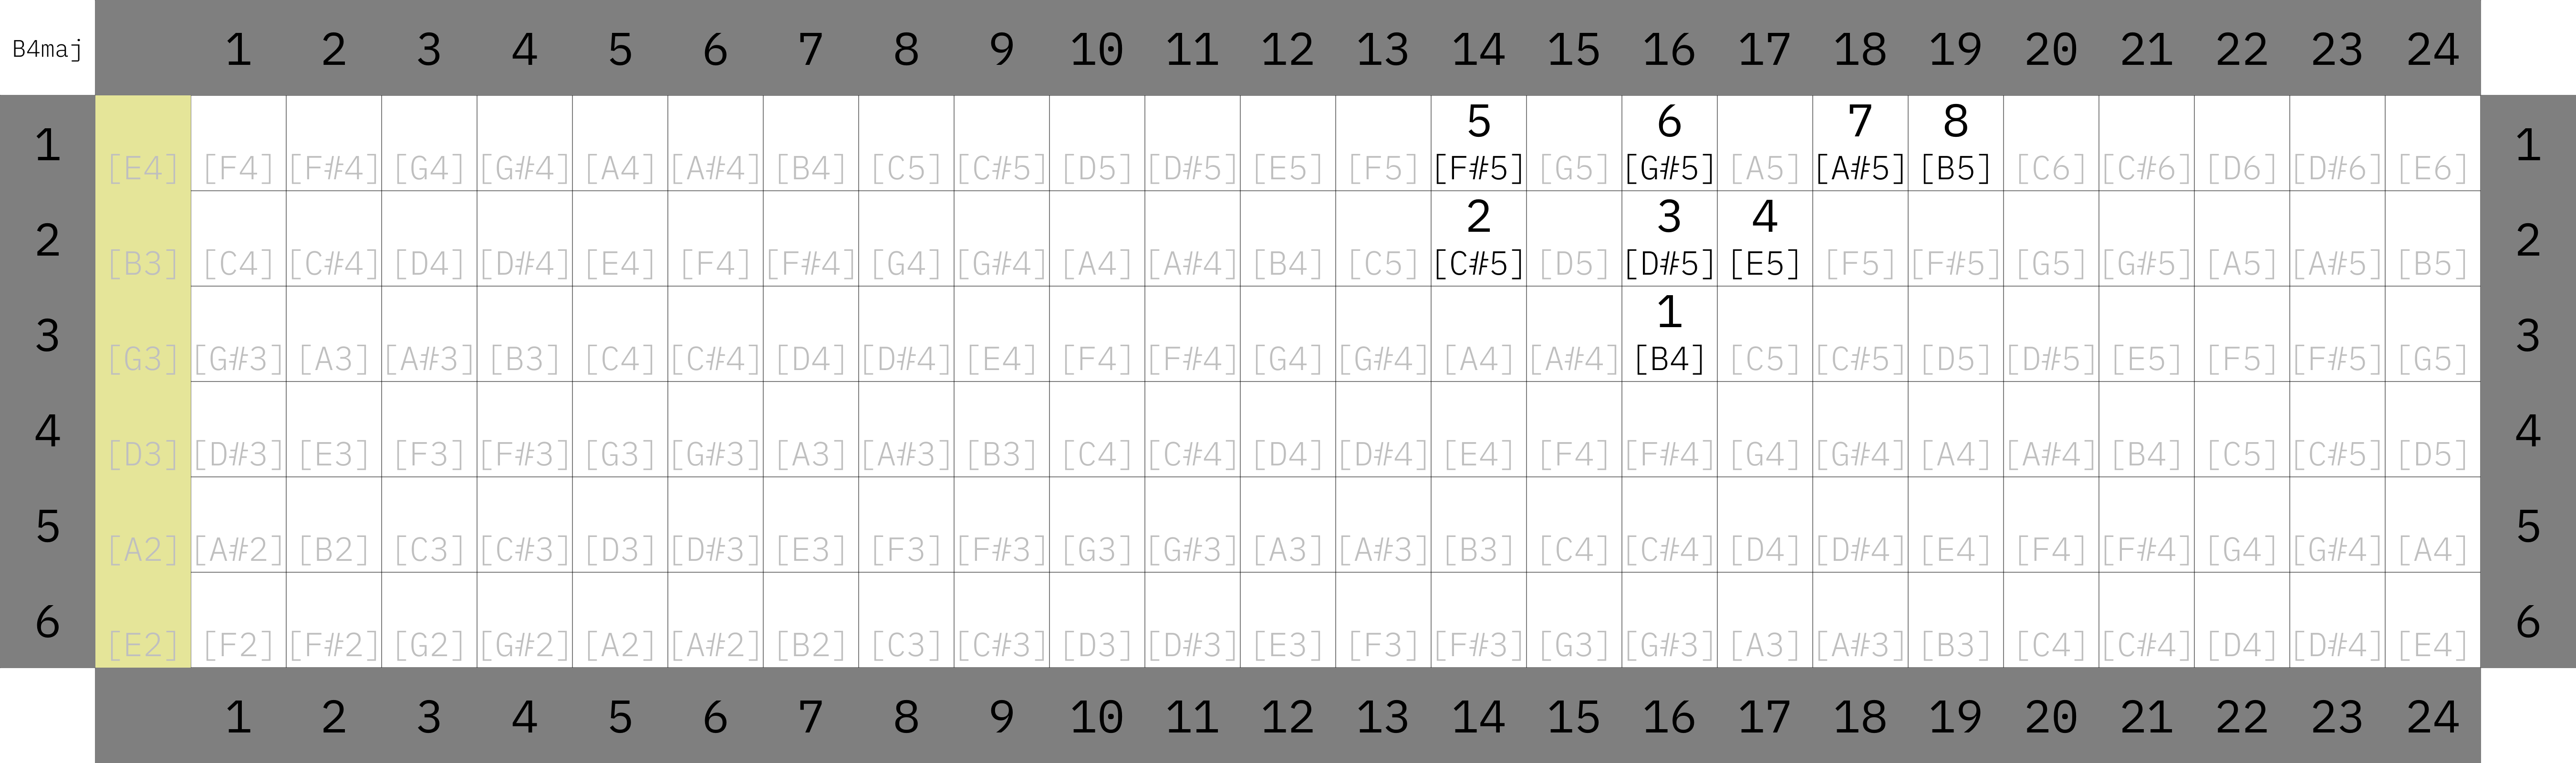 B4maj 1 2 3 4 5 6 7 8 9 10 11 12 13 14 15 16 17 18 19 20 21 22 23 24
5 6 7 8
1 [E4] [F4] [F#4] [G4] [G#4] [A4] [A#4] [B4] [C5] [C#5] [D5] [D#5] [E5] [F5] [F#5] [G5] [G#5] [A5] [A#5] [B5] [C6] [C#6] [D6] [D#6] [E6] 1
2 3 4
2 [B3] [C4] [C#4] [D4] [D#4] [E4] [F4] [F#4] [G4] [G#4] [A4] [A#4] [B4] [C5] [C#5] [D5] [D#5] [E5] [F5] [F#5] [G5] [G#5] [A5] [A#5] [B5] 2
1
3 [G3] [G#3] [A3] [A#3] [B3] [C4] [C#4] [D4] [D#4] [E4] [F4] [F#4] [G4] [G#4] [A4] [A#4] [B4] [C5] [C#5] [D5] [D#5] [E5] [F5] [F#5] [G5] 3
4 [D3] [D#3] [E3] [F3] [F#3] [G3] [G#3] [A3] [A#3] [B3] [C4] [C#4] [D4] [D#4] [E4] [F4] [F#4] [G4] [G#4] [A4] [A#4] [B4] [C5] [C#5] [D5] 4
5 [A2] [A#2] [B2] [C3] [C#3] [D3] [D#3] [E3] [F3] [F#3] [G3] [G#3] [A3] [A#3] [B3] [C4] [C#4] [D4] [D#4] [E4] [F4] [F#4] [G4] [G#4] [A4] 5
6 [E2] [F2] [F#2] [G2] [G#2] [A2] [A#2] [B2] [C3] [C#3] [D3] [D#3] [E3] [F3] [F#3] [G3] [G#3] [A3] [A#3] [B3] [C4] [C#4] [D4] [D#4] [E4] 6
1 2 3 4 5 6 7 8 9 10 11 12 13 14 15 16 17 18 19 20 21 22 23 24